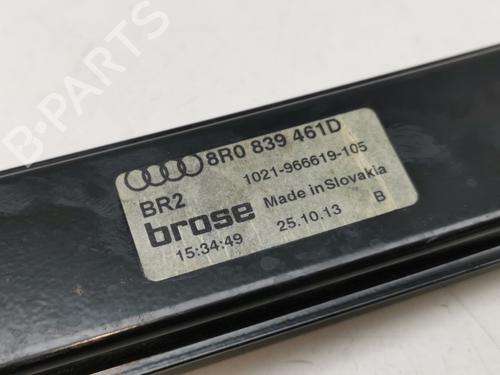 B-PARTS
8R0 839 461D
1021-966619-105
BR2
brose Made in Slovakia
15:34:49 25.10.13 B